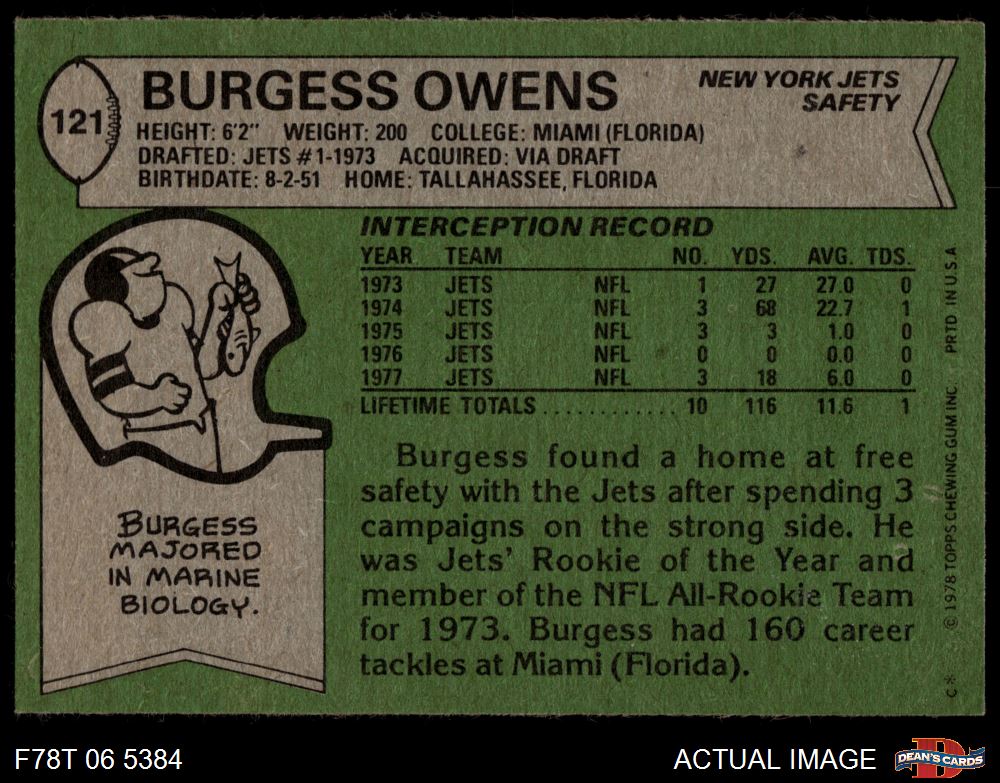 121
BURGESS OWENS
NEW YORK JETS
SAFETY
HEIGHT: 6'2" WEIGHT: 200 COLLEGE: MIAMI (FLORIDA)
DRAFTED: JETS #1-1973 ACQUIRED: VIA DRAFT
BIRTHDATE: 8-2-51 HOME: TALLAHASSEE, FLORIDA
INTERCEPTION RECORD
YEAR TEAM NO. YDS. AVG. TDS.
1973 JETS NFL 1 27 27.0 0
1974 JETS NFL 3 68 22.7 1
1975 JETS NFL 3 3 1.0 0
1976 JETS NFL 0 0 0.0 0
1977 JETS NFL 3 18 6.0 0
LIFETIME TOTALS............ 10 116 11.6 1
Burgess found a home at free
safety with the Jets after spending 3
campaigns on the strong side. He
was Jets' Rookie of the Year and
member of the NFL All-Rookie Team
for 1973. Burgess had 160 career
tackles at Miami (Florida).
BURGESS
MAJORED
IN MARINE
BIOLOGY.
C* © 1978 TOPPS CHEWING GUM INC. PRTD IN U.S.A
F78T 06 5384
ACTUAL IMAGE
D
DEAN'S CARDS